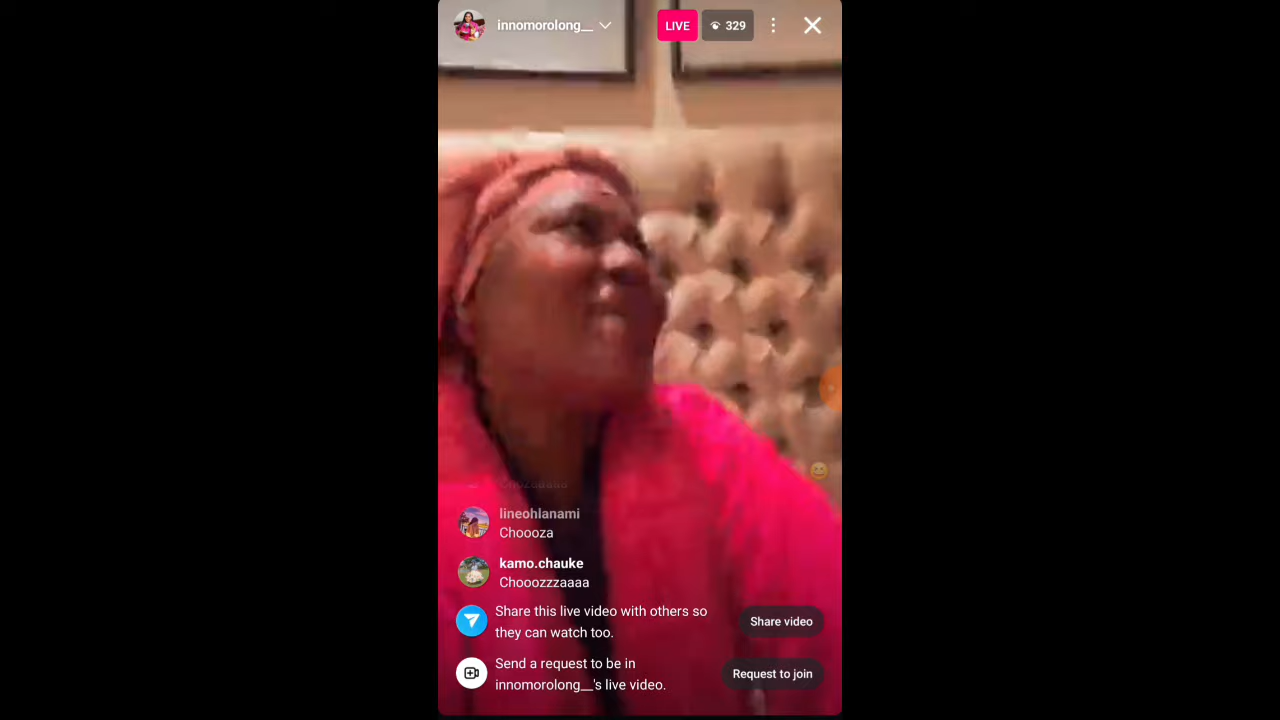 innomorolong__
LIVE
329
lineohlanami
Choooza
kamo.chauke
Chooozzzaaaa
Share this live video with others so
they can watch too.
Share video
Send a request to be in
innomorolong__'s live video.
Request to join